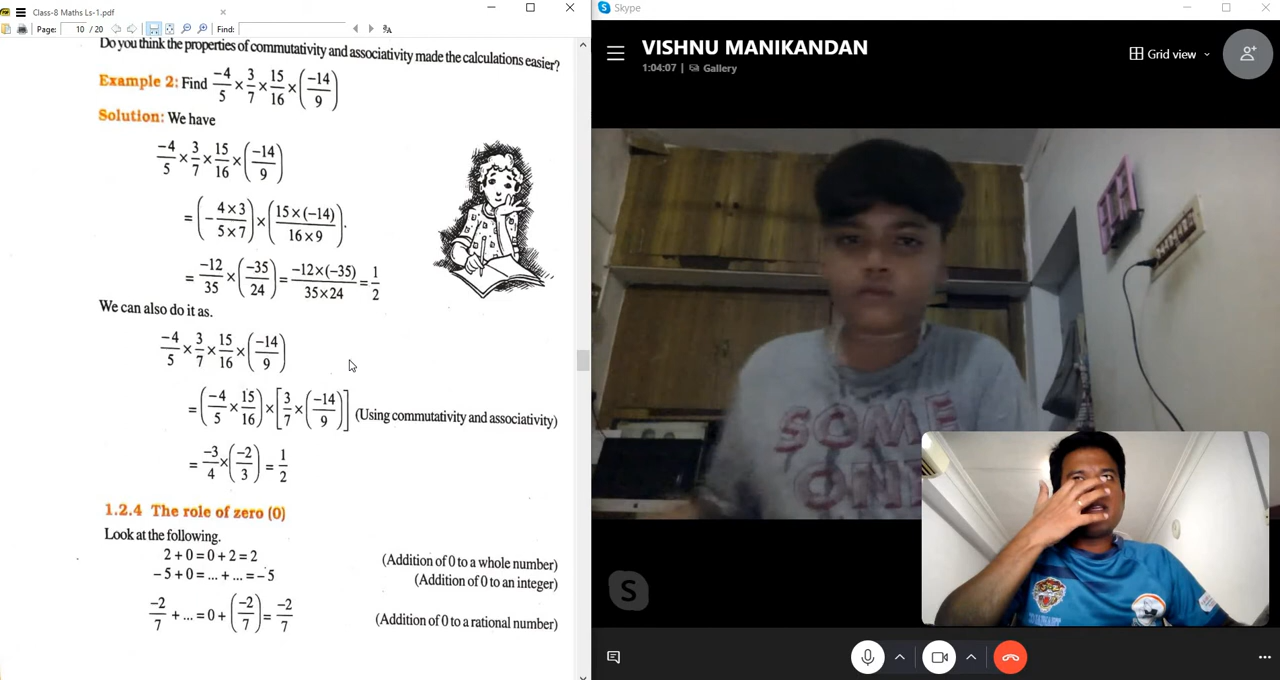 Class-8 Maths Ls-1.pdf
Page: 10 / 20 Find:
Do you think the properties of commutativity and associativity made the calculations easier?
Example 2: Find -4/5 × 3/7 × 15/16 × (-14/9)
Solution: We have
-4/5 × 3/7 × 15/16 × (-14/9)
= (- 4×3/5×7) × (15×(-14)/16×9).
= -12/35 × (-35/24) = -12×(-35)/35×24 = 1/2
We can also do it as.
-4/5 × 3/7 × 15/16 × (-14/9)
= (-4/5 × 15/16) × [3/7 × (-14/9)] (Using commutativity and associativity)
= -3/4 × (-2/3) = 1/2
1.2.4 The role of zero (0)
Look at the following.
2 + 0 = 0 + 2 = 2 (Addition of 0 to a whole number)
- 5 + 0 = ... + ... = - 5 (Addition of 0 to an integer)
-2/7 + ... = 0 + (-2/7) = -2/7 (Addition of 0 to a rational number)
Skype
VISHNU MANIKANDAN
1:04:07 | Gallery
Grid view
SOME
ONE
S